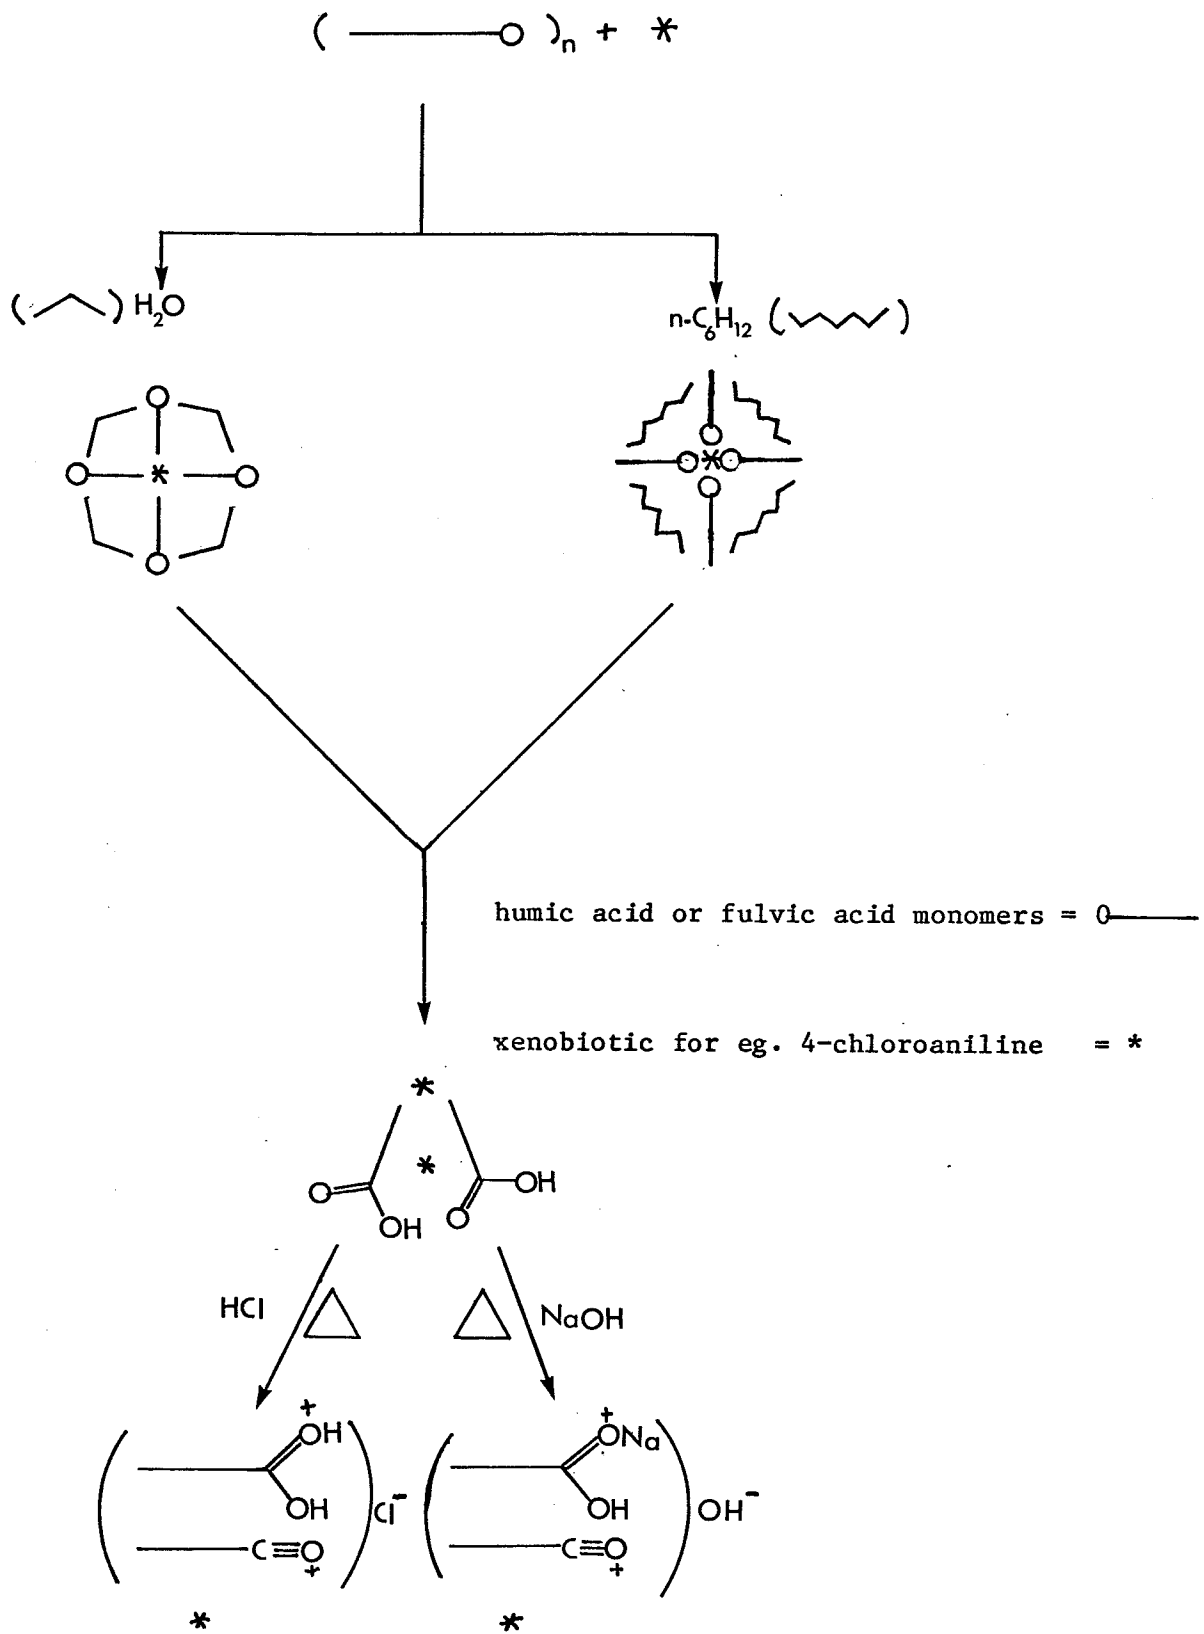 ( O )n + *
( ) H2O
n-C6H12 ( )
*
*
humic acid or fulvic acid monomers = O
xenobiotic for eg. 4-chloroaniline = *
*
*
O OH
OH O
HCl
NaOH
+ OH
OH
Cl-
C≡O +
+ ONa
OH
OH-
C≡O +
* *